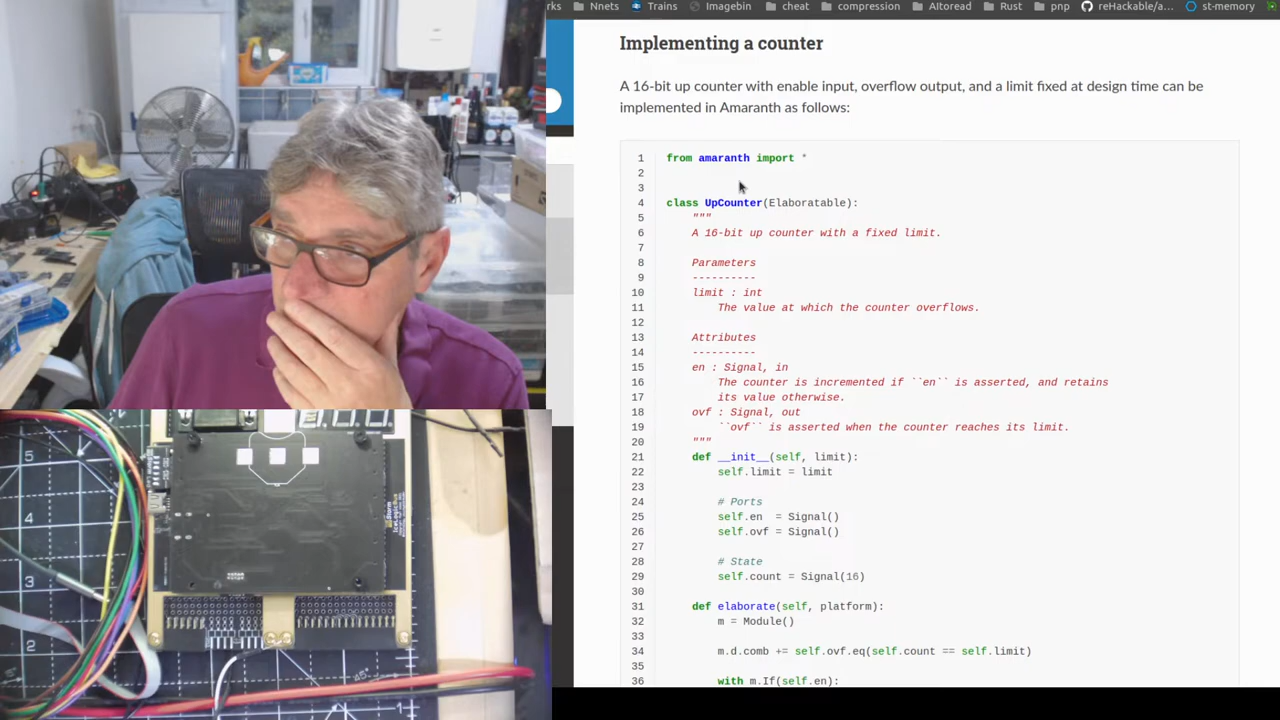 rks Nnets Trains Imagebin cheat compression AItoread Rust pnp reHackable/a... st-memory
Implementing a counter
A 16-bit up counter with enable input, overflow output, and a limit fixed at design time can be
implemented in Amaranth as follows:
1 from amaranth import *
2
3
4 class UpCounter(Elaboratable):
5 """
6 A 16-bit up counter with a fixed limit.
7
8 Parameters
9 ----------
10 limit : int
11 The value at which the counter overflows.
12
13 Attributes
14 ----------
15 en : Signal, in
16 The counter is incremented if ``en`` is asserted, and retains
17 its value otherwise.
18 ovf : Signal, out
19 ``ovf`` is asserted when the counter reaches its limit.
20 """
21 def __init__(self, limit):
22 self.limit = limit
23
24 # Ports
25 self.en = Signal()
26 self.ovf = Signal()
27
28 # State
29 self.count = Signal(16)
30
31 def elaborate(self, platform):
32 m = Module()
33
34 m.d.comb += self.ovf.eq(self.count == self.limit)
35
36 with m.If(self.en):
5
4
3
2
5
4
3
2
45°
IceLogicBus